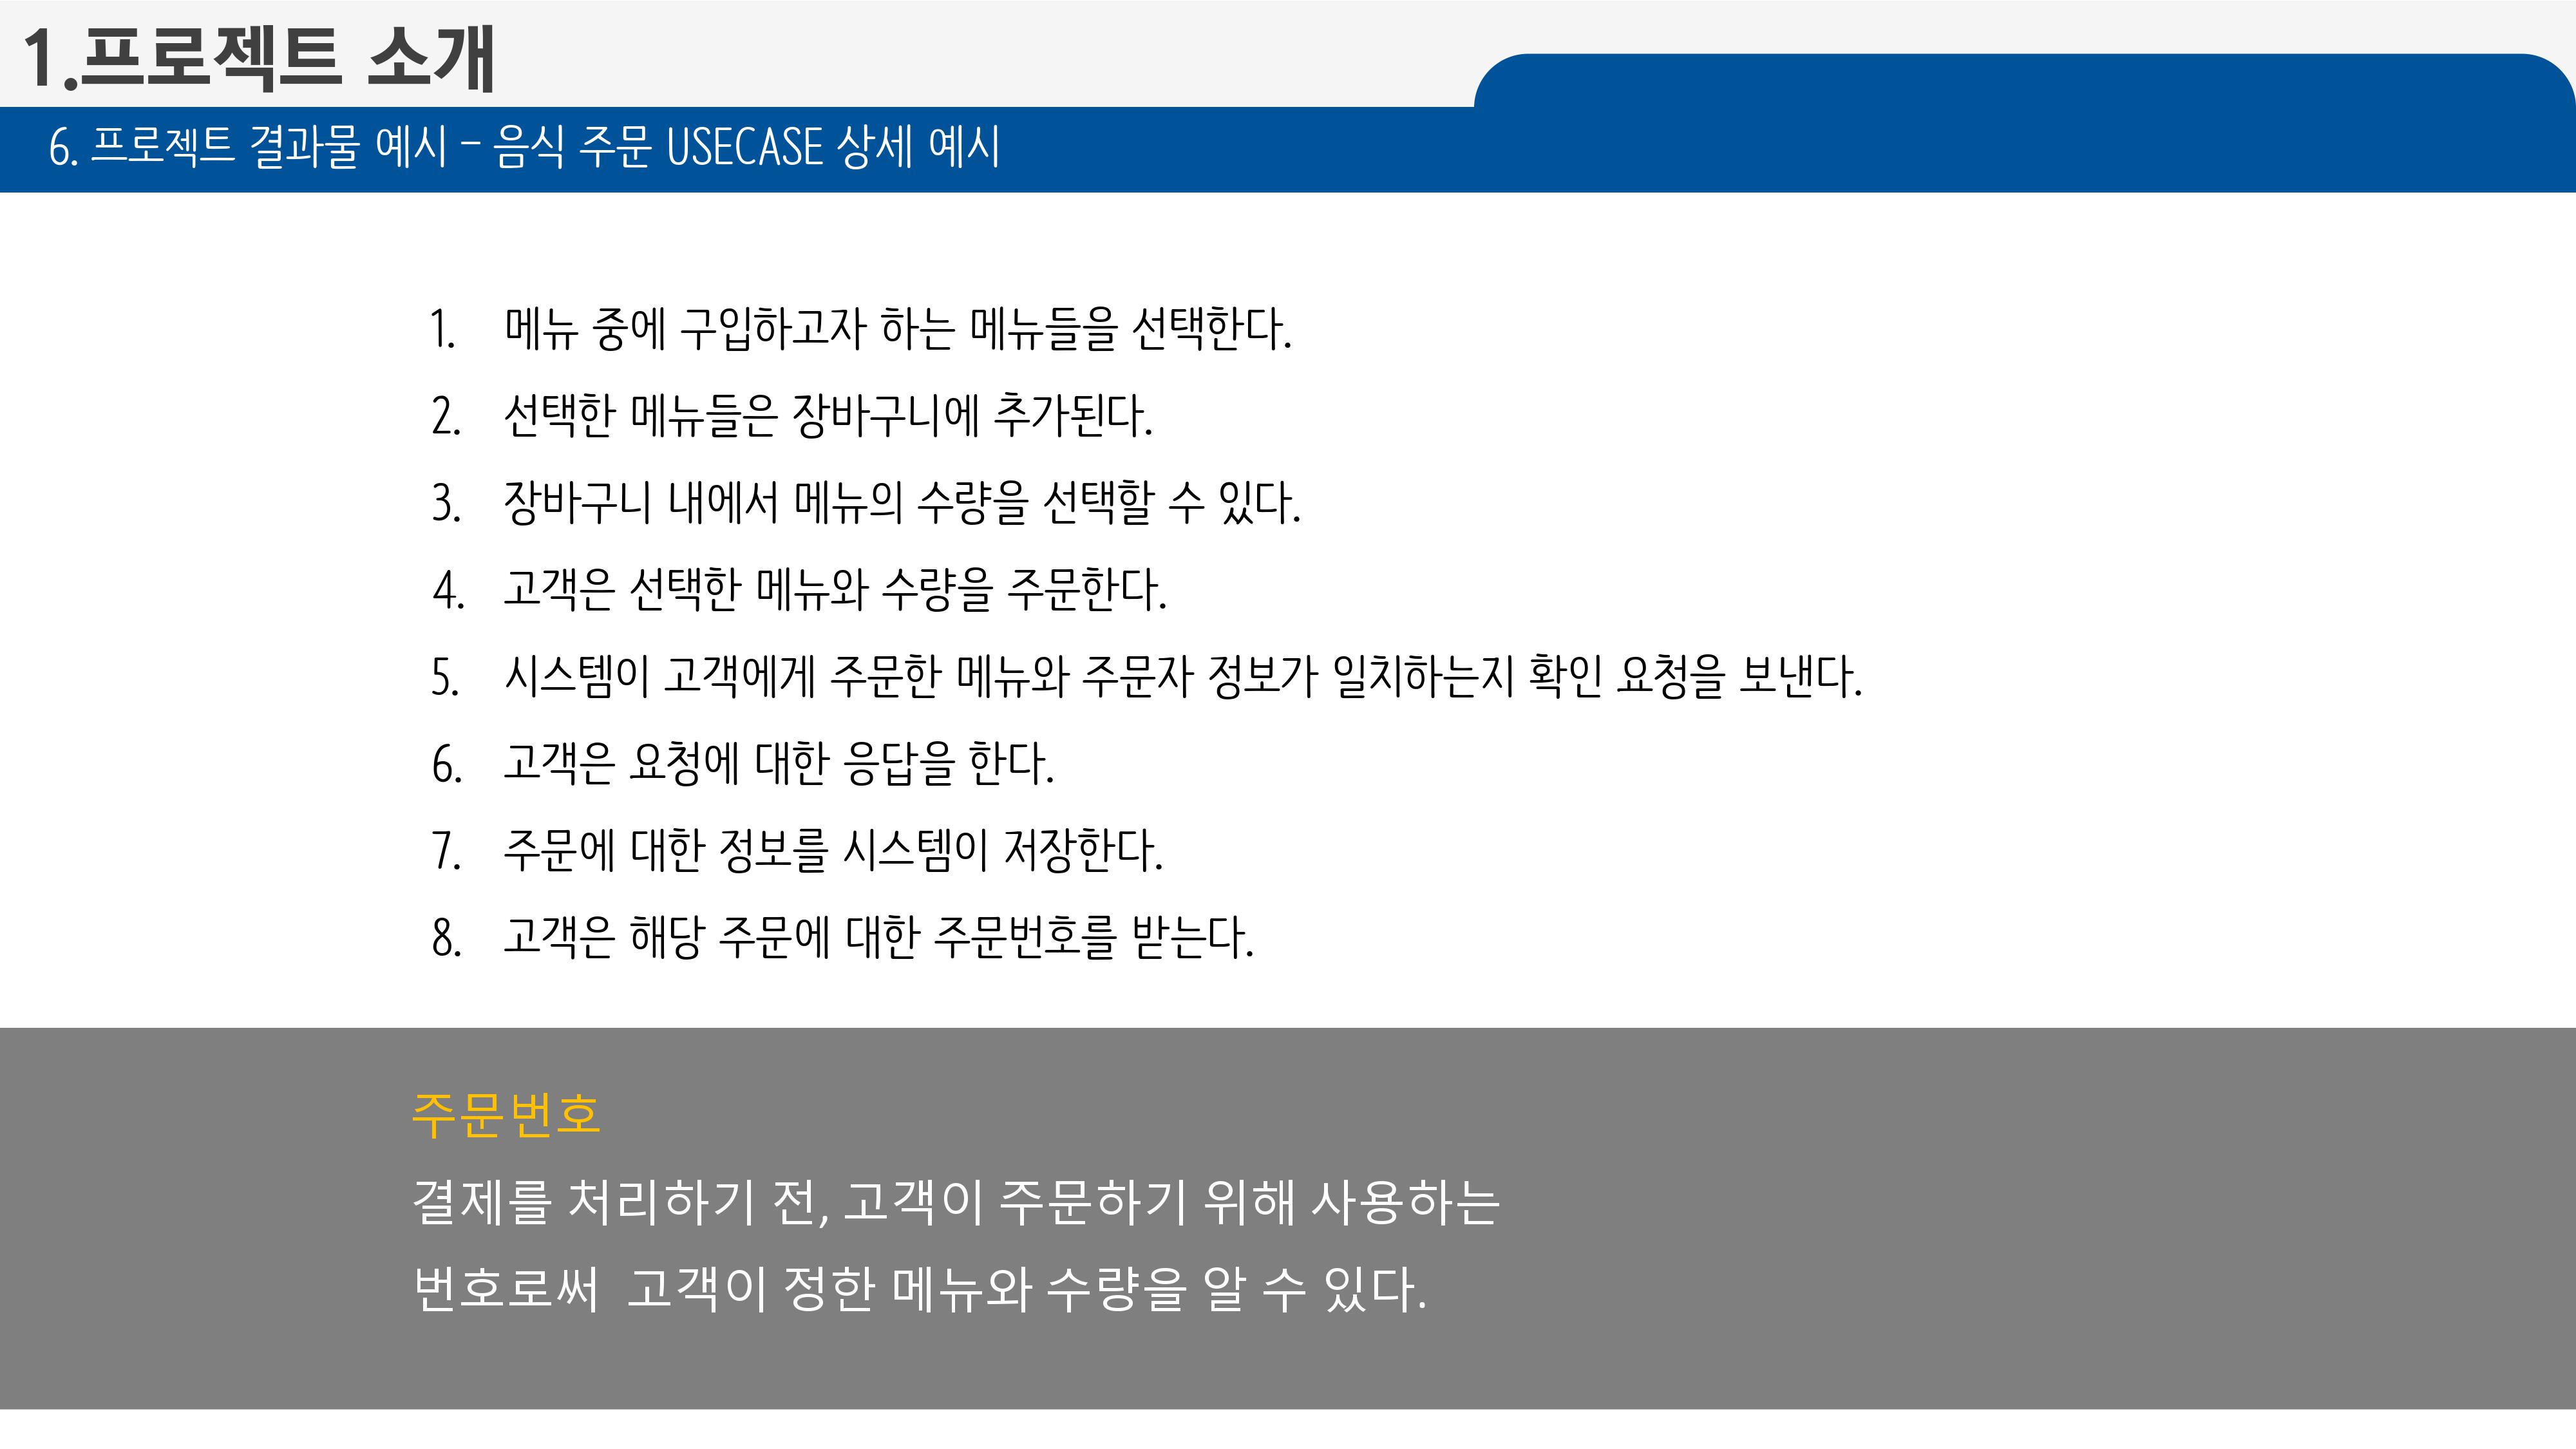 1.프로젝트 소개
6. 프로젝트 결과물 예시 - 음식 주문 USECASE 상세 예시
1. 메뉴 중에 구입하고자 하는 메뉴들을 선택한다.
2. 선택한 메뉴들은 장바구니에 추가된다.
3. 장바구니 내에서 메뉴의 수량을 선택할 수 있다.
4. 고객은 선택한 메뉴와 수량을 주문한다.
5. 시스템이 고객에게 주문한 메뉴와 주문자 정보가 일치하는지 확인 요청을 보낸다.
6. 고객은 요청에 대한 응답을 한다.
7. 주문에 대한 정보를 시스템이 저장한다.
8. 고객은 해당 주문에 대한 주문번호를 받는다.
주문번호
결제를 처리하기 전, 고객이 주문하기 위해 사용하는
번호로써 고객이 정한 메뉴와 수량을 알 수 있다.